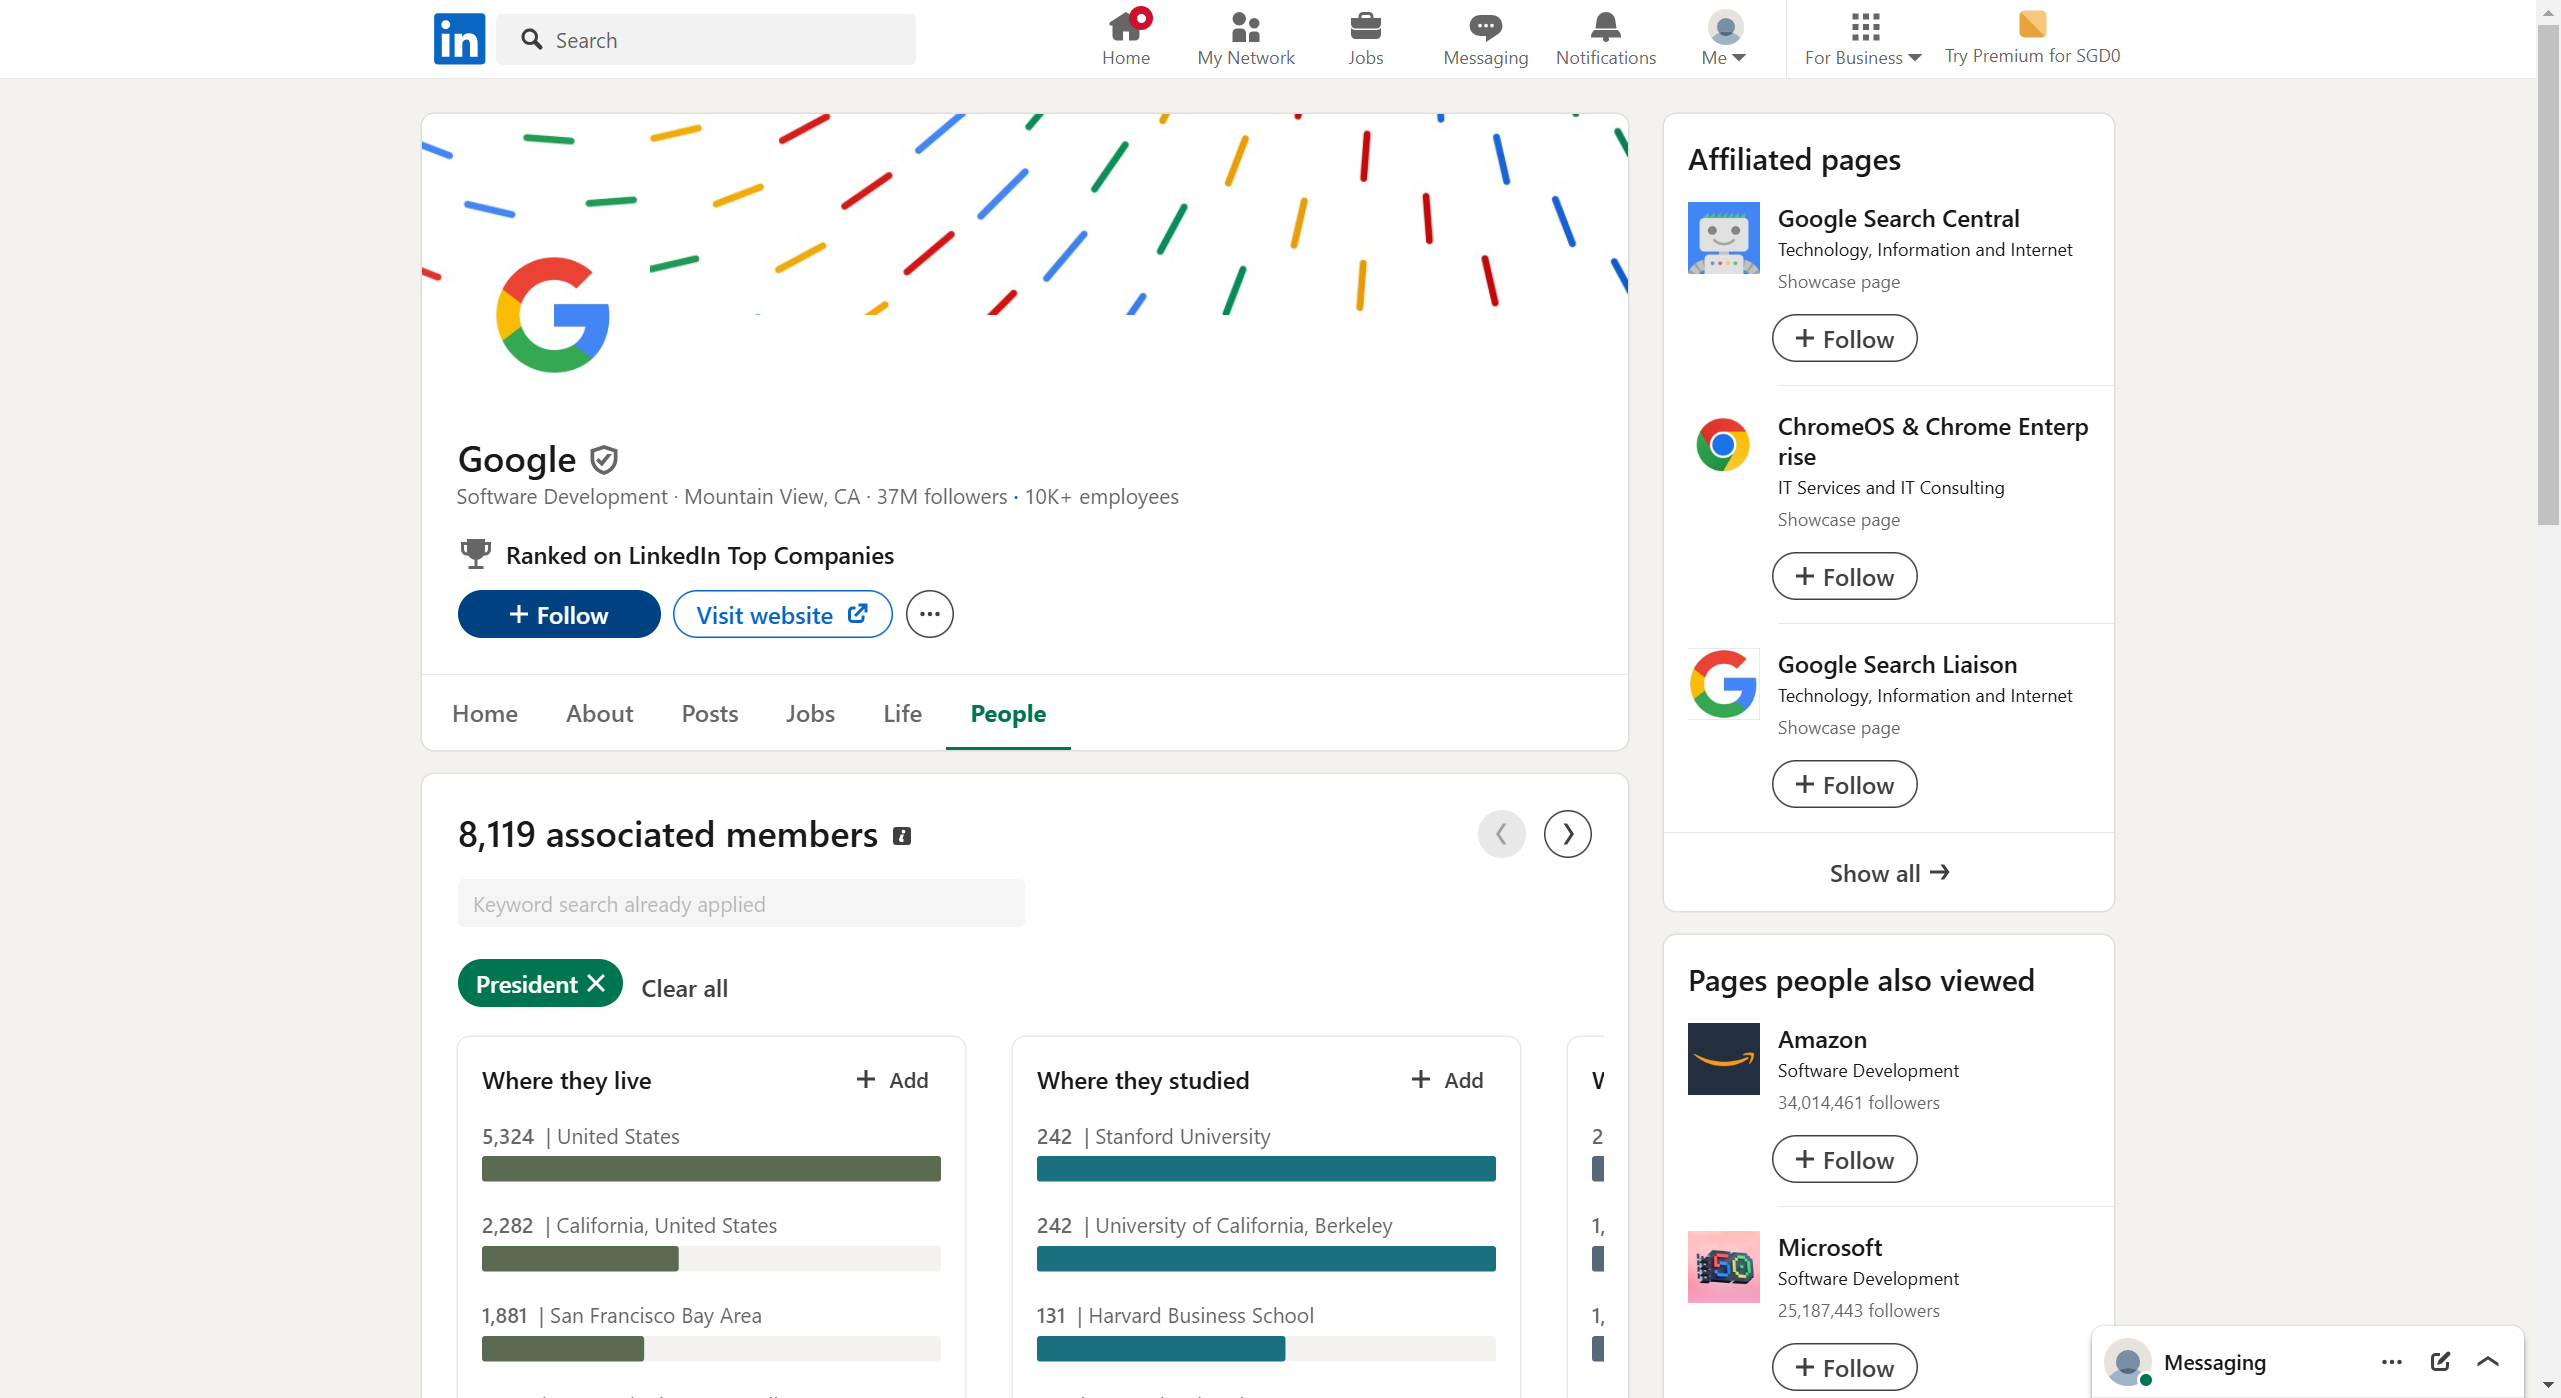 in
Search
Home
My Network
Jobs
Messaging
Notifications
Me
For Business
Try Premium for SGD0
Google
Software Development · Mountain View, CA · 37M followers · 10K+ employees
Ranked on LinkedIn Top Companies
+ Follow
Visit website
Home
About
Posts
Jobs
Life
People
8,119 associated members
Keyword search already applied
President
Clear all
Where they live
+ Add
5,324 | United States
2,282 | California, United States
1,881 | San Francisco Bay Area
Where they studied
+ Add
242 | Stanford University
242 | University of California, Berkeley
131 | Harvard Business School
Affiliated pages
Google Search Central
Technology, Information and Internet
Showcase page
+ Follow
ChromeOS & Chrome Enterp
rise
IT Services and IT Consulting
Showcase page
+ Follow
Google Search Liaison
Technology, Information and Internet
Showcase page
+ Follow
Show all →
Pages people also viewed
Amazon
Software Development
34,014,461 followers
+ Follow
Microsoft
Software Development
25,187,443 followers
+ Follow
Messaging